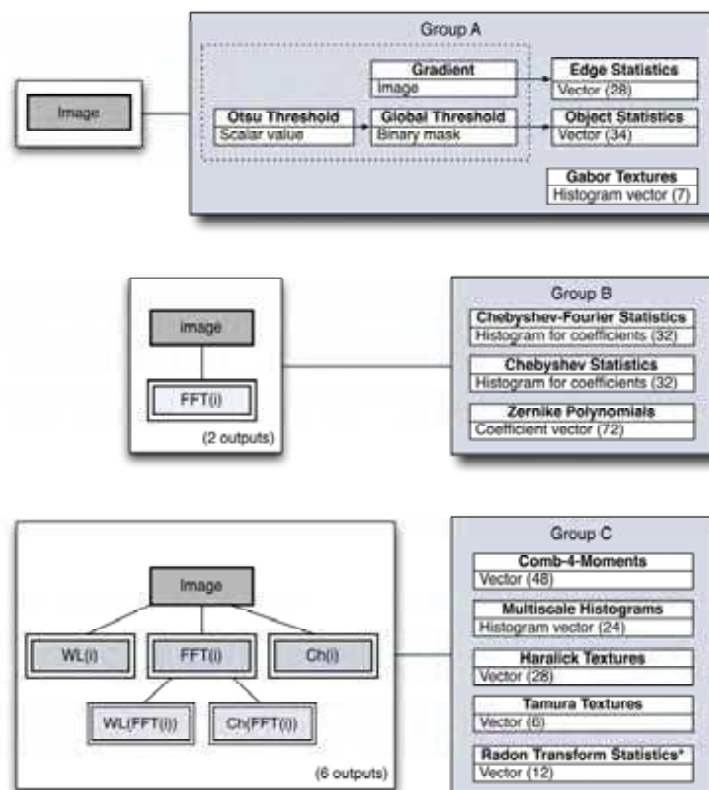 Group A
Gradient
Image
Edge Statistics
Vector (28)
Image
Otsu Threshold
Scalar value
Global Threshold
Binary mask
Object Statistics
Vector (34)
Gabor Textures
Histogram vector (7)
Group B
image
FFT(i)
(2 outputs)
Chebyshev-Fourier Statistics
Histogram for coefficients (32)
Chebyshev Statistics
Histogram for coefficients (32)
Zernike Polynomials
Coefficient vector (72)
Group C
Image
WL(i)
FFT(i)
Ch(i)
WL(FFT(i))
Ch(FFT(i))
(6 outputs)
Comb-4-Moments
Vector (48)
Multiscale Histograms
Histogram vector (24)
Haralick Textures
Vector (28)
Tamura Textures
Vector (6)
Radon Transform Statistics*
Vector (12)